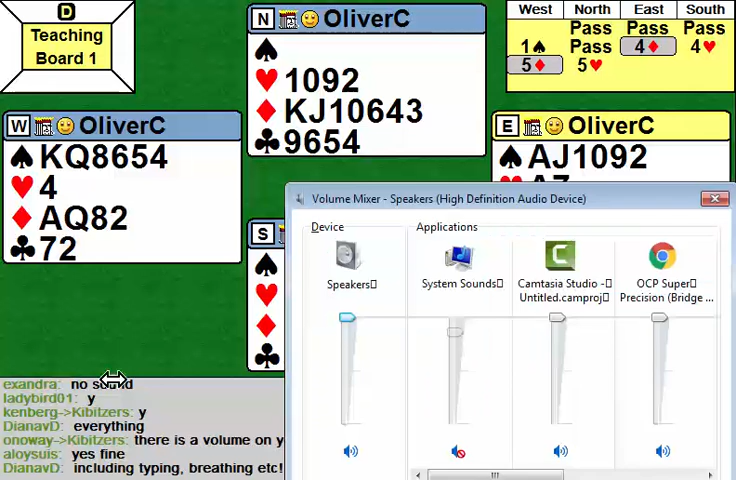 D
Teaching
Board 1
N OliverC
♠
♥ 1092
♦ KJ10643
♣ 9654
West North East South
Pass Pass Pass
1♠ Pass 4♦ 4♥
5♦ 5♥
W OliverC
♠ KQ8654
♥ 4
♦ AQ82
♣ 72
E OliverC
♠ AJ1092
♥ A7
S
♠
♥
♦
♣
Volume Mixer - Speakers (High Definition Audio Device)
Device
Applications
Speakers
System Sounds
Camtasia Studio -
Untitled.camproj
OCP Super
Precision (Bridge ...
exandra: no sound
ladybird01: y
kenberg->Kibitzers: y
DianavD: everything
onoway->Kibitzers: there is a volume on y
aloysuis: yes fine
DianavD: including typing, breathing etc!